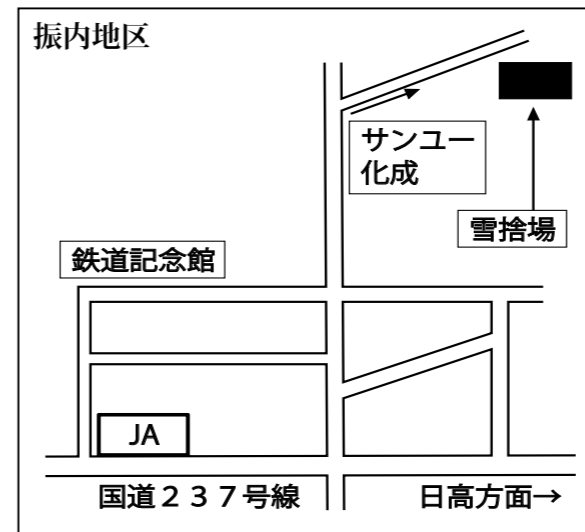 振内地区
サンユー
化成
雪捨場
鉄道記念館
JA
国道２３７号線
日高方面→